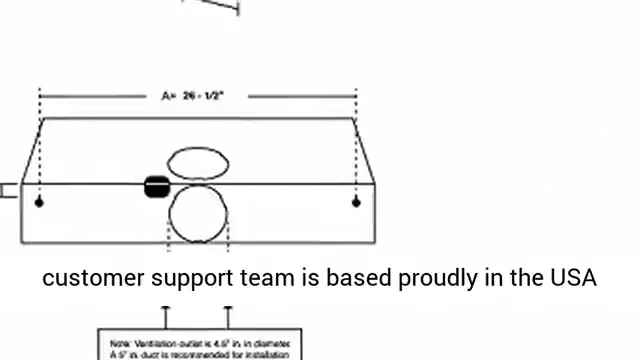 A= 26 - 1/2"
customer support team is based proudly in the USA
Note: Ventilation outlet is 4.5" in. in diameter.
A 5" in. duct is recommended for installation